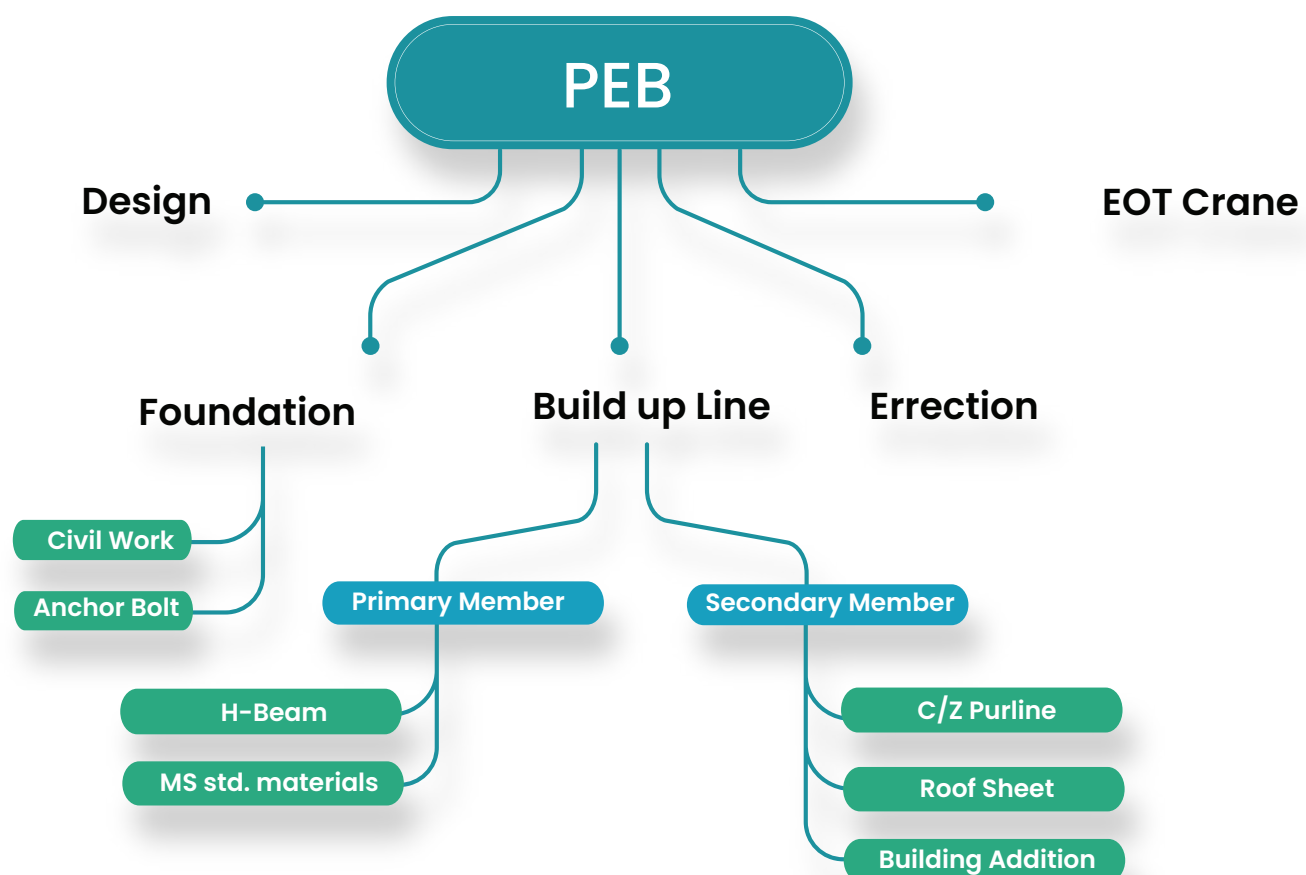 PEB
Design
EOT Crane
Foundation
Build up Line
Errection
Civil Work
Anchor Bolt
Primary Member
Secondary Member
H-Beam
MS std. materials
C/Z Purline
Roof Sheet
Building Addition